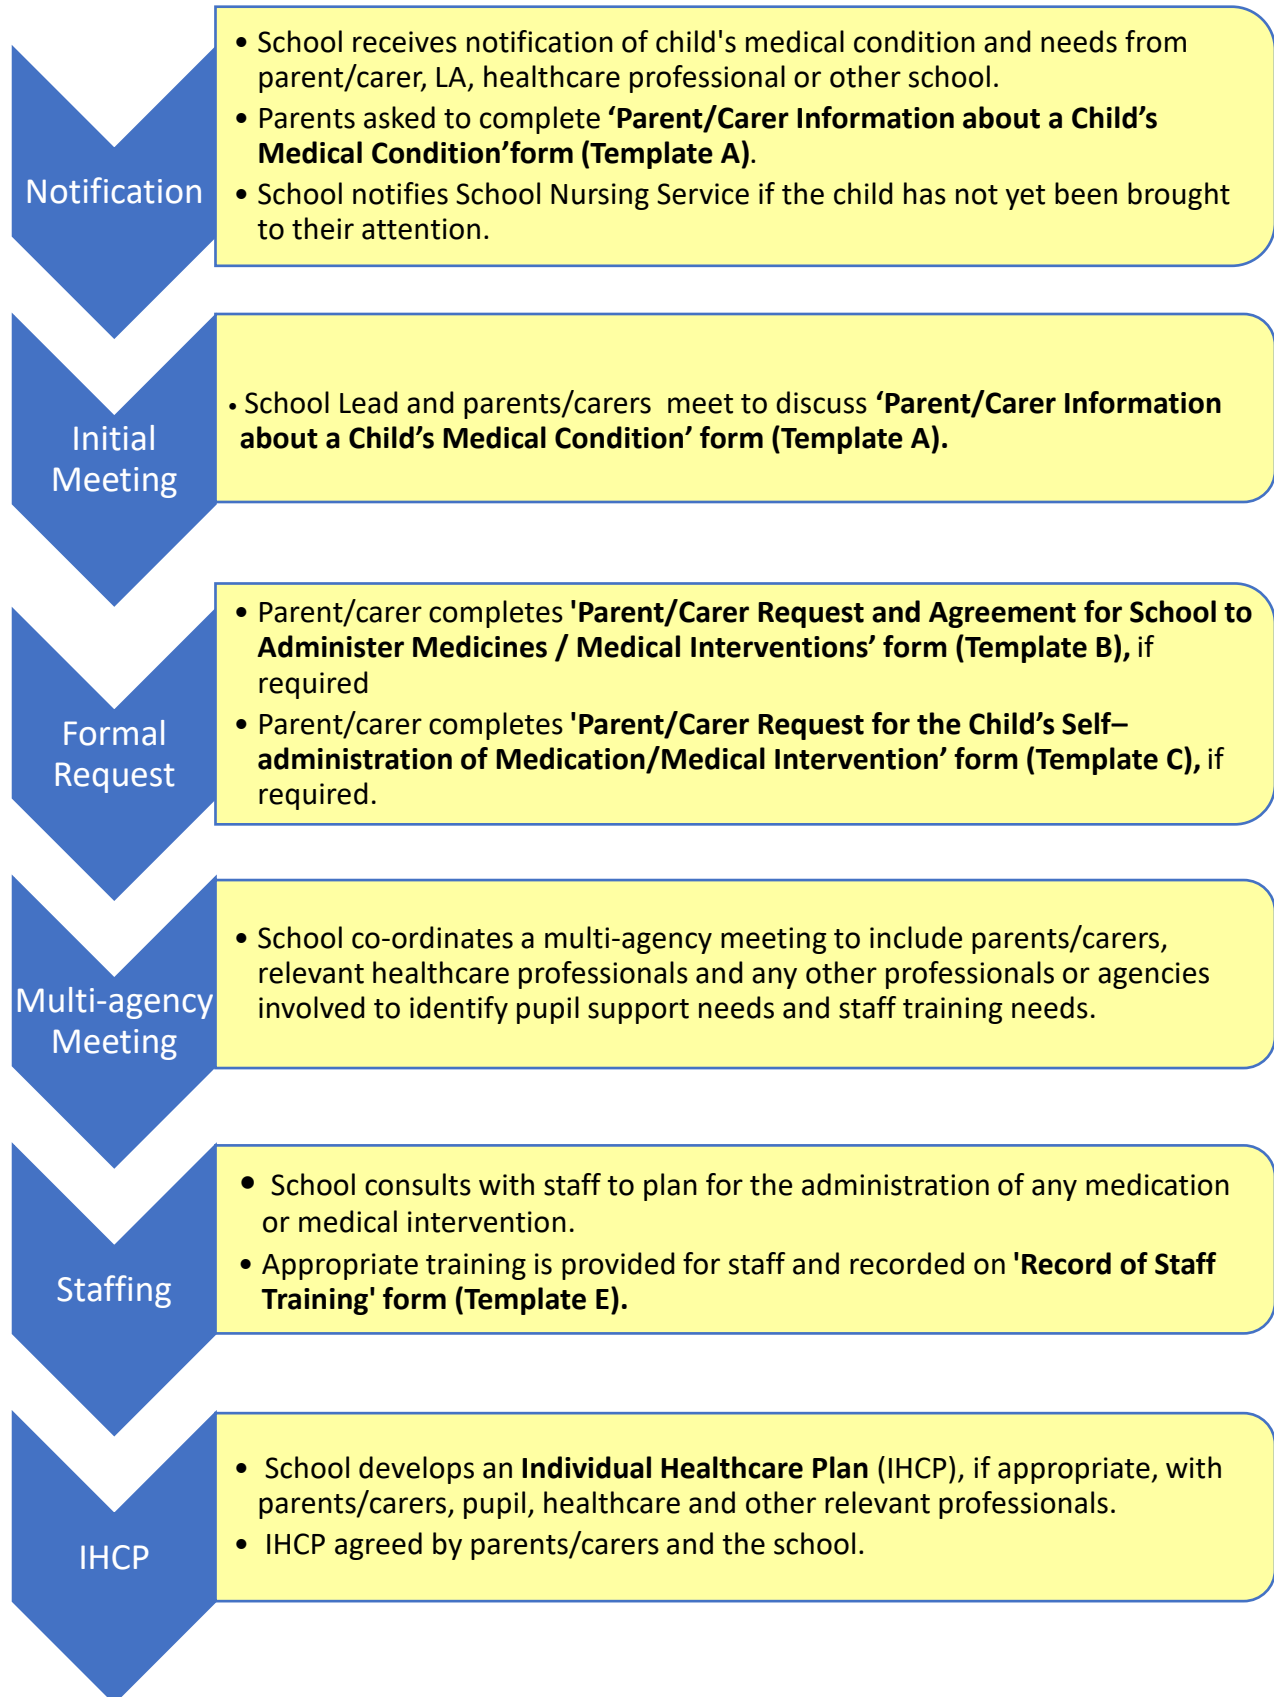 Notification
• School receives notification of child's medical condition and needs from
parent/carer, LA, healthcare professional or other school.
• Parents asked to complete ‘Parent/Carer Information about a Child’s
Medical Condition’form (Template A).
• School notifies School Nursing Service if the child has not yet been brought
to their attention.
Initial
Meeting
• School Lead and parents/carers meet to discuss ‘Parent/Carer Information
about a Child’s Medical Condition’ form (Template A).
Formal
Request
• Parent/carer completes 'Parent/Carer Request and Agreement for School to
Administer Medicines / Medical Interventions’ form (Template B), if
required
• Parent/carer completes 'Parent/Carer Request for the Child’s Self–
administration of Medication/Medical Intervention’ form (Template C), if
required.
Multi-agency
Meeting
• School co-ordinates a multi-agency meeting to include parents/carers,
relevant healthcare professionals and any other professionals or agencies
involved to identify pupil support needs and staff training needs.
Staffing
• School consults with staff to plan for the administration of any medication
or medical intervention.
• Appropriate training is provided for staff and recorded on 'Record of Staff
Training' form (Template E).
IHCP
• School develops an Individual Healthcare Plan (IHCP), if appropriate, with
parents/carers, pupil, healthcare and other relevant professionals.
• IHCP agreed by parents/carers and the school.